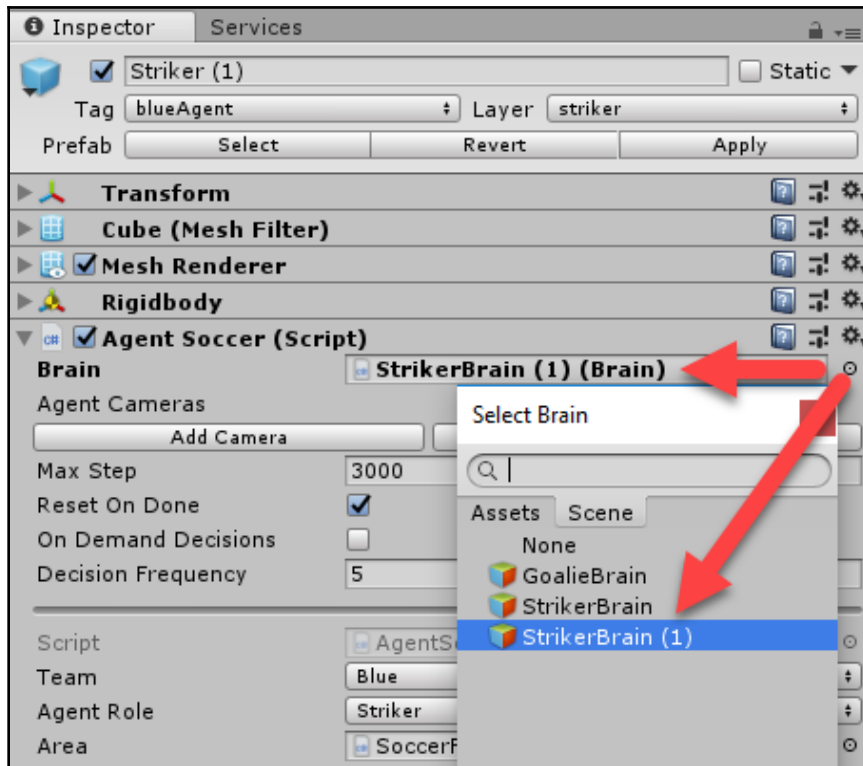 Inspector Services
Striker (1) Static
Tag blueAgent Layer striker
Prefab Select Revert Apply
Transform
Cube (Mesh Filter)
Mesh Renderer
Rigidbody
C# Agent Soccer (Script)
Brain StrikerBrain (1) (Brain)
Agent Cameras
Select Brain
Add Camera
Max Step 3000
Reset On Done
Assets Scene
On Demand Decisions
None
Decision Frequency 5
GoalieBrain
StrikerBrain
Script AgentS
StrikerBrain (1)
Team Blue
Agent Role Striker
Area SoccerF